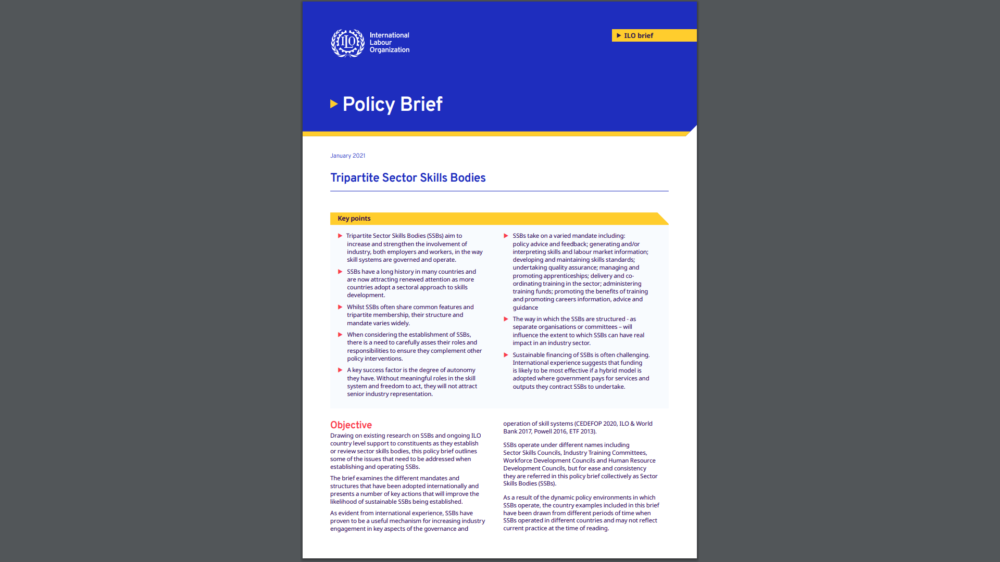 ILO
International
Labour
Organization
ILO brief
Policy Brief
January 2021
Tripartite Sector Skills Bodies
Key points
Tripartite Sector Skills Bodies (SSBs) aim to
increase and strengthen the involvement of
industry, both employers and workers, in the way
skill systems are governed and operate.
SSBs have a long history in many countries and
are now attracting renewed attention as more
countries adopt a sectoral approach to skills
development.
Whilst SSBs often share common features and
tripartite membership, their structure and
mandate varies widely.
When considering the establishment of SSBs,
there is a need to carefully asses their roles and
responsibilities to ensure they complement other
policy interventions.
A key success factor is the degree of autonomy
they have. Without meaningful roles in the skill
system and freedom to act, they will not attract
senior industry representation.
SSBs take on a varied mandate including:
policy advice and feedback; generating and/or
interpreting skills and labour market information;
developing and maintaining skills standards;
undertaking quality assurance; managing and
promoting apprenticeships; delivery and co-
ordinating training in the sector; administering
training funds; promoting the benefits of training
and promoting careers information, advice and
guidance
The way in which the SSBs are structured - as
separate organisations or committees – will
influence the extent to which SSBs can have real
impact in an industry sector.
Sustainable financing of SSBs is often challenging.
International experience suggests that funding
is likely to be most effective if a hybrid model is
adopted where government pays for services and
outputs they contract SSBs to undertake.
Objective
Drawing on existing research on SSBs and ongoing ILO
country level support to constituents as they establish
or review sector skills bodies, this policy brief outlines
some of the issues that need to be addressed when
establishing and operating SSBs.
The brief examines the different mandates and
structures that have been adopted internationally and
presents a number of key actions that will improve the
likelihood of sustainable SSBs being established.
As evident from international experience, SSBs have
proven to be a useful mechanism for increasing industry
engagement in key aspects of the governance and
operation of skill systems (CEDEFOP 2020, ILO & World
Bank 2017, Powell 2016, ETF 2013).
SSBs operate under different names including
Sector Skills Councils, Industry Training Committees,
Workforce Development Councils and Human Resource
Development Councils, but for ease and consistency
they are referred in this policy brief collectively as Sector
Skills Bodies (SSBs).
As a result of the dynamic policy environments in which
SSBs operate, the country examples included in this brief
have been drawn from different periods of time when
SSBs operated in different countries and may not reflect
current practice at the time of reading.